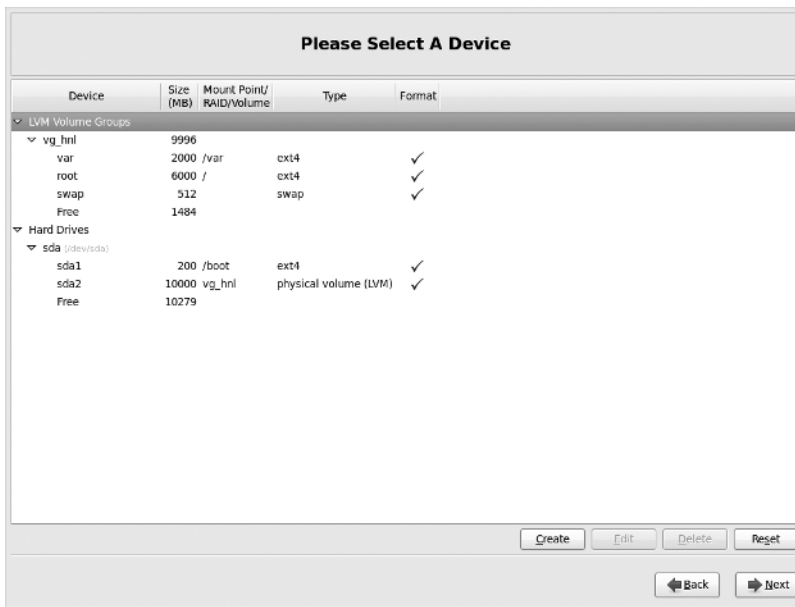 Please Select A Device
Device Size (MB) Mount Point/ RAID/Volume Type Format
LVM Volume Groups
vg_hnl 9996
var 2000 /var ext4
root 6000 / ext4
swap 512 swap
Free 1484
Hard Drives
sda (/dev/sda)
sda1 200 /boot ext4
sda2 10000 vg_hnl physical volume (LVM)
Free 10279
Create Edit Delete Reset
Back Next